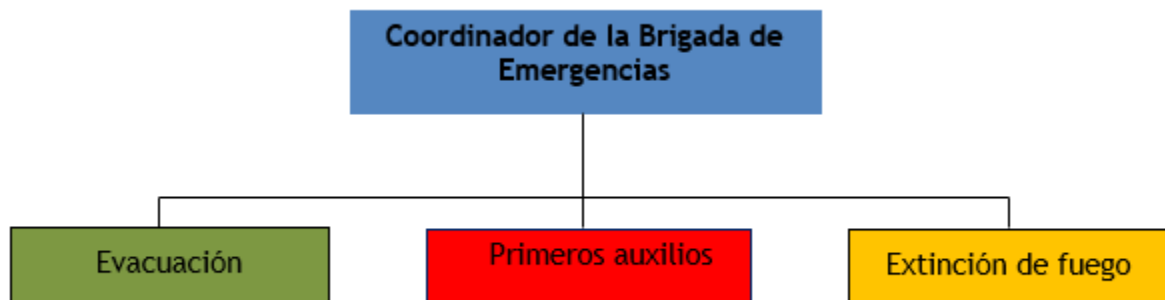 Coordinador de la Brigada de
Emergencias
Evacuación
Primeros auxilios
Extinción de fuego